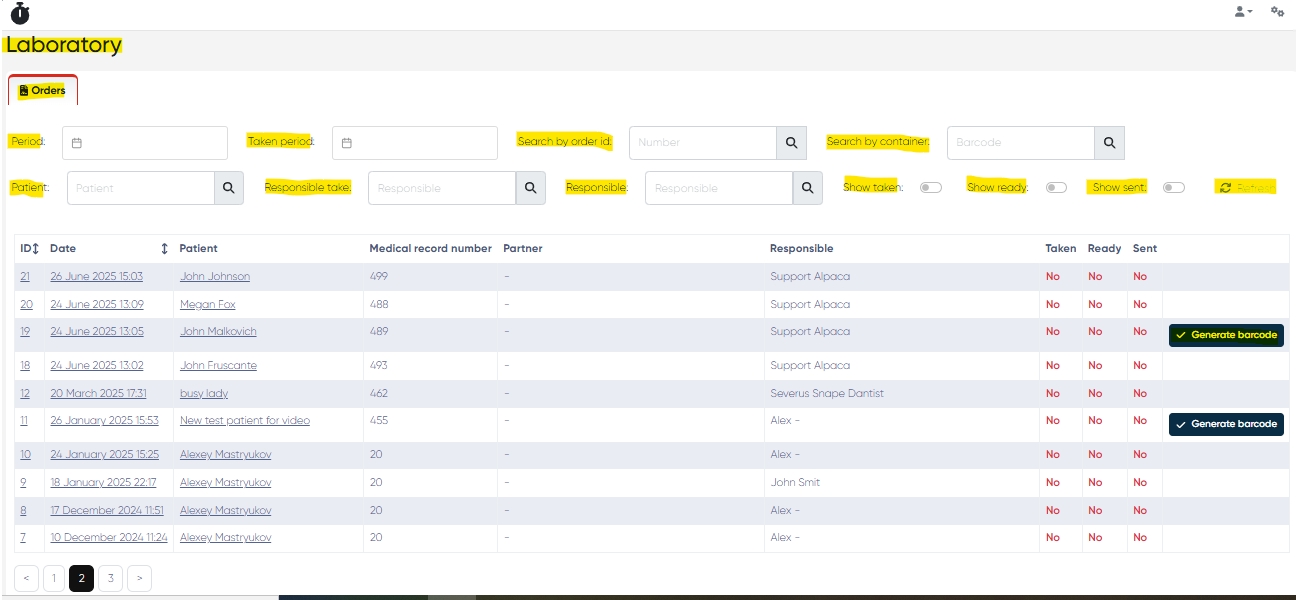 Laboratory
Orders
Period: Taken period: Search by order id: Number Search by container: Barcode
Patient: Patient Responsible take: Responsible Responsible: Responsible Show taken: Show ready: Show sent: Refresh
ID Date Patient Medical record number Partner Responsible Taken Ready Sent
21 26 June 2025 15:03 John Johnson 499 - Support Alpaca No No No
20 24 June 2025 13:09 Megan Fox 488 - Support Alpaca No No No
19 24 June 2025 13:05 John Malkovich 489 - Support Alpaca No No No Generate barcode
18 24 June 2025 13:02 John Fruscante 493 - Support Alpaca No No No
12 20 March 2025 17:31 busy lady 462 - Severus Snape Dantist No No No
11 26 January 2025 15:53 New test patient for video 455 - Alex - No No No Generate barcode
10 24 January 2025 15:25 Alexey Mastryukov 20 - Alex - No No No
9 18 January 2025 22:17 Alexey Mastryukov 20 - John Smit No No No
8 17 December 2024 11:51 Alexey Mastryukov 20 - Alex - No No No
7 10 December 2024 11:24 Alexey Mastryukov 20 - Alex - No No No
< 1 2 3 >